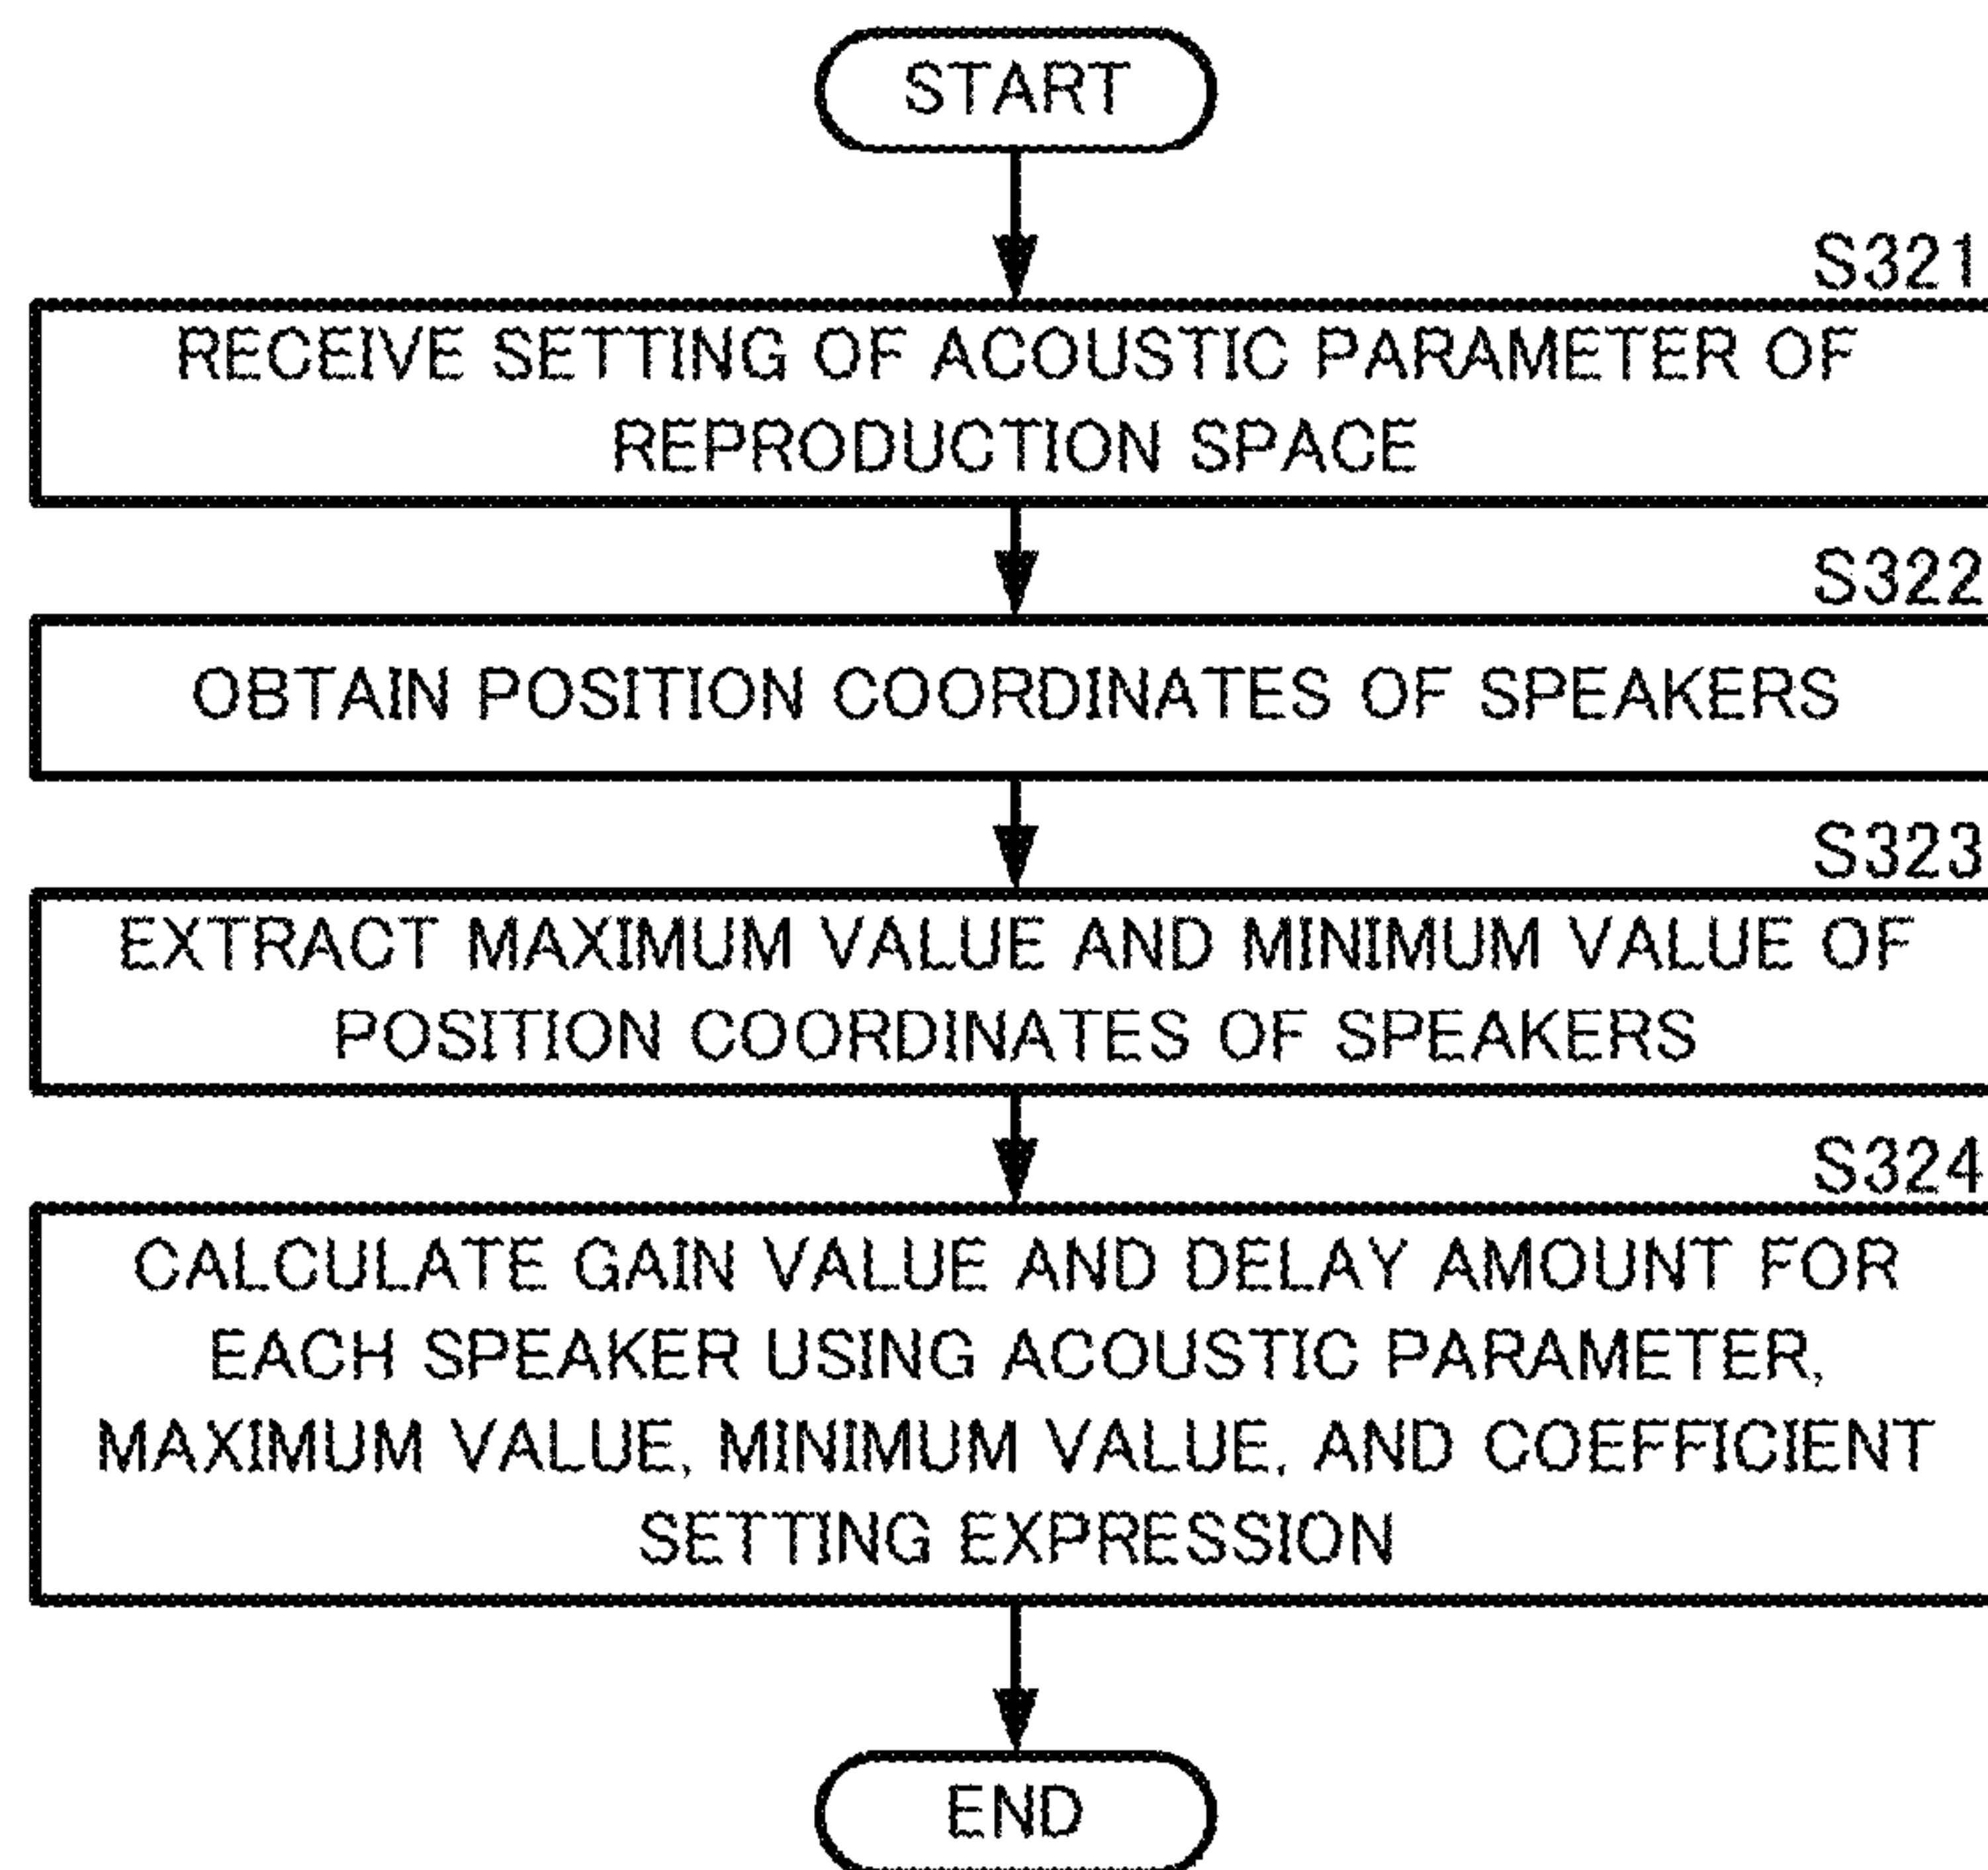 START
S321
RECEIVE SETTING OF ACOUSTIC PARAMETER OF
REPRODUCTION SPACE
S322
OBTAIN POSITION COORDINATES OF SPEAKERS
S323
EXTRACT MAXIMUM VALUE AND MINIMUM VALUE OF
POSITION COORDINATES OF SPEAKERS
S324
CALCULATE GAIN VALUE AND DELAY AMOUNT FOR
EACH SPEAKER USING ACOUSTIC PARAMETER,
MAXIMUM VALUE, MINIMUM VALUE, AND COEFFICIENT
SETTING EXPRESSION
END